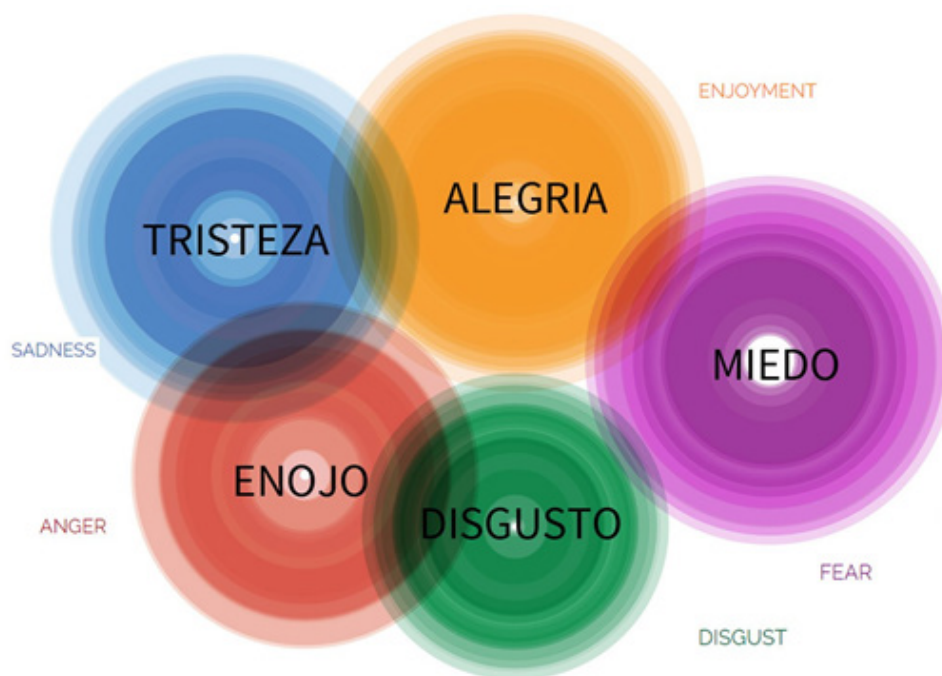 ENJOYMENT
ALEGRIA
TRISTEZA
SADNESS
MIEDO
ENOJO
DISGUSTO
ANGER
FEAR
DISGUST